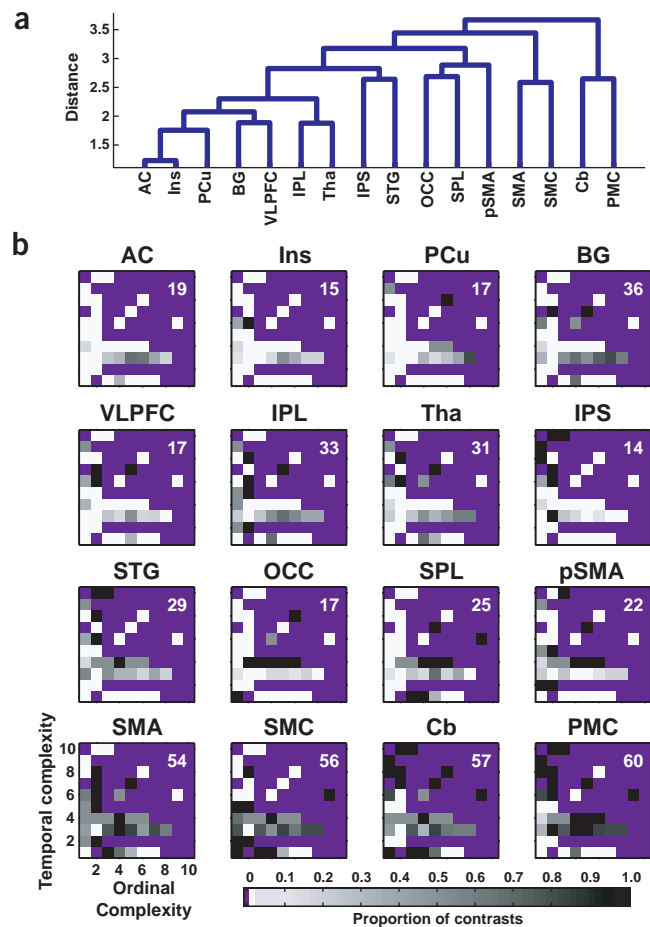 a
3.5
3
2.5
2
1.5
Distance
AC Ins PCu BG VLPFC IPL Tha IPS STG OCC SPL pSMA SMA SMC Cb PMC
b
AC Ins PCu BG
19 15 17 36
VLPFC IPL Tha IPS
17 33 31 14
STG OCC SPL pSMA
29 17 25 22
SMA SMC Cb PMC
54 56 57 60
Temporal complexity
10
8
6
4
2
2 4 6 8 10
Ordinal
Complexity
0 0.1 0.2 0.3 0.4 0.5 0.6 0.7 0.8 0.9 1.0
Proportion of contrasts